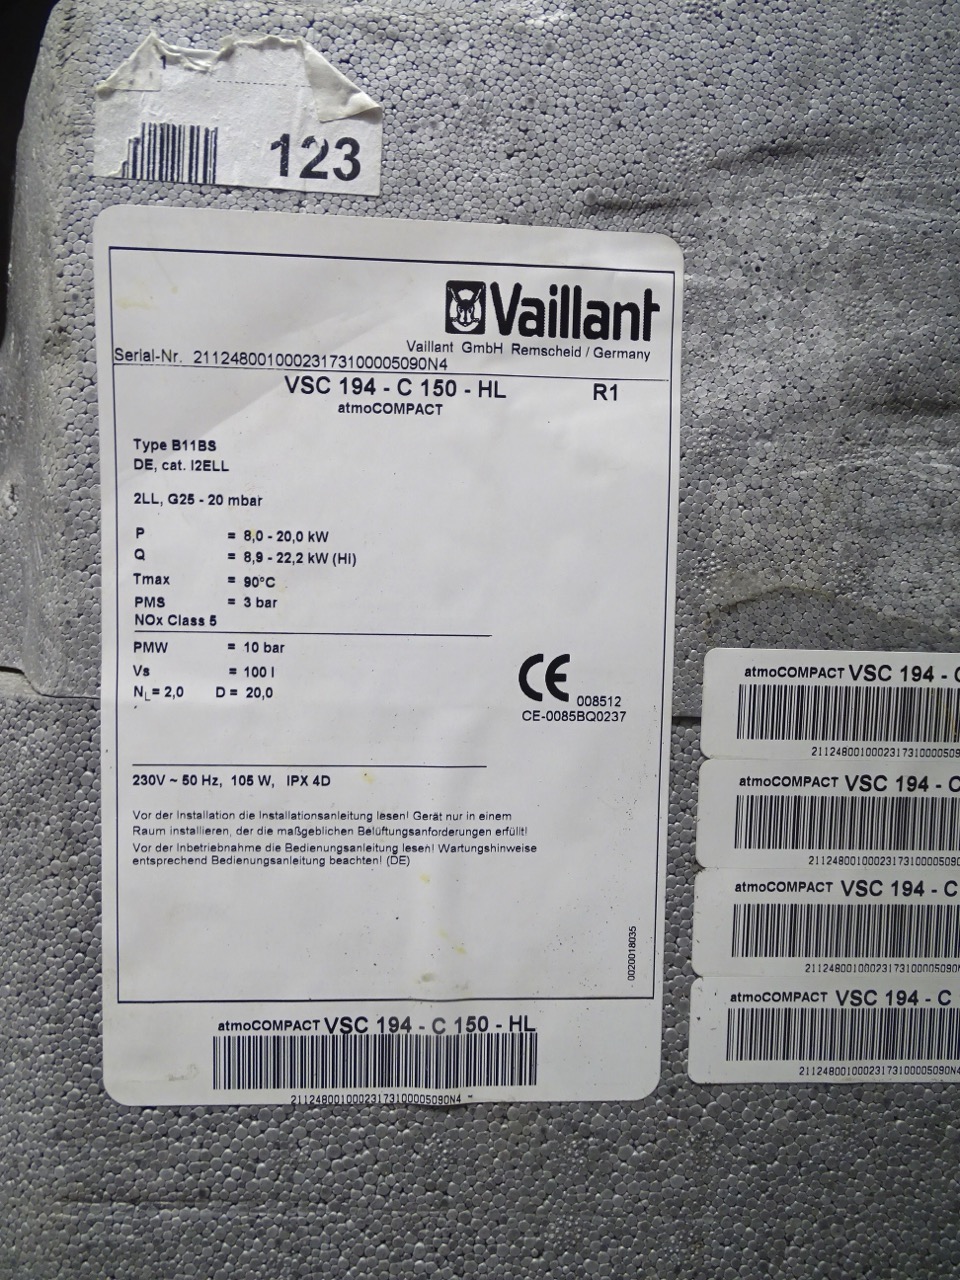 123
Vaillant
Vaillant GmbH Remscheid / Germany
Serial-Nr. 21124800100023173100005090N4
VSC 194 - C 150 - HL R1
atmoCOMPACT
Type B11BS
DE, cat. I2ELL
2LL, G25 - 20 mbar
P = 8,0 - 20,0 kW
Q = 8,9 - 22,2 kW (Hi)
Tmax = 90°C
PMS = 3 bar
NOx Class 5
PMW = 10 bar
Vs = 100 l
NL= 2,0 D = 20,0
CE 008512
CE-0085BQ0237
230V ~ 50 Hz, 105 W, IPX 4D
Vor der Installation die Installationsanleitung lesen! Gerät nur in einem
Raum installieren, der die maßgeblichen Belüftungsanforderungen erfüllt!
Vor der Inbetriebnahme die Bedienungsanleitung lesen! Wartungshinweise
entsprechend Bedienungsanleitung beachten! (DE)
0020018035
atmoCOMPACT VSC 194 - C 150 - HL
21124800100023173100005090N4
atmoCOMPACT VSC 194 - C
2112480010002317310000509
atmoCOMPACT VSC 194 - C
21124800100023173100005090
atmoCOMPACT VSC 194 - C
21124800100023173100005090N
atmoCOMPACT VSC 194 - C
21124800100023173100005090N4